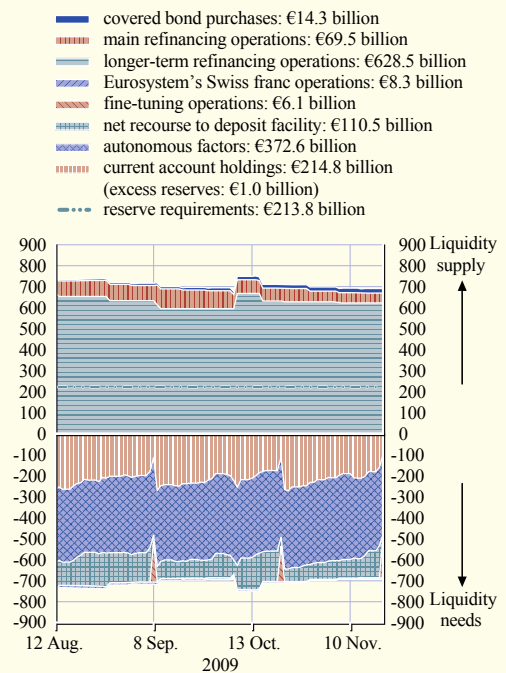 covered bond purchases: €14.3 billion
main refinancing operations: €69.5 billion
longer-term refinancing operations: €628.5 billion
Eurosystem's Swiss franc operations: €8.3 billion
fine-tuning operations: €6.1 billion
net recourse to deposit facility: €110.5 billion
autonomous factors: €372.6 billion
current account holdings: €214.8 billion
(excess reserves: €1.0 billion)
reserve requirements: €213.8 billion
900 900 Liquidity
800 800 supply
700 700
600 600
500 500
400 400
300 300
200 200
100 100
0 0
-100 -100
-200 -200
-300 -300
-400 -400
-500 -500
-600 -600
-700 -700
-800 -800 Liquidity
-900 -900 needs
12 Aug. 8 Sep. 13 Oct. 10 Nov.
2009